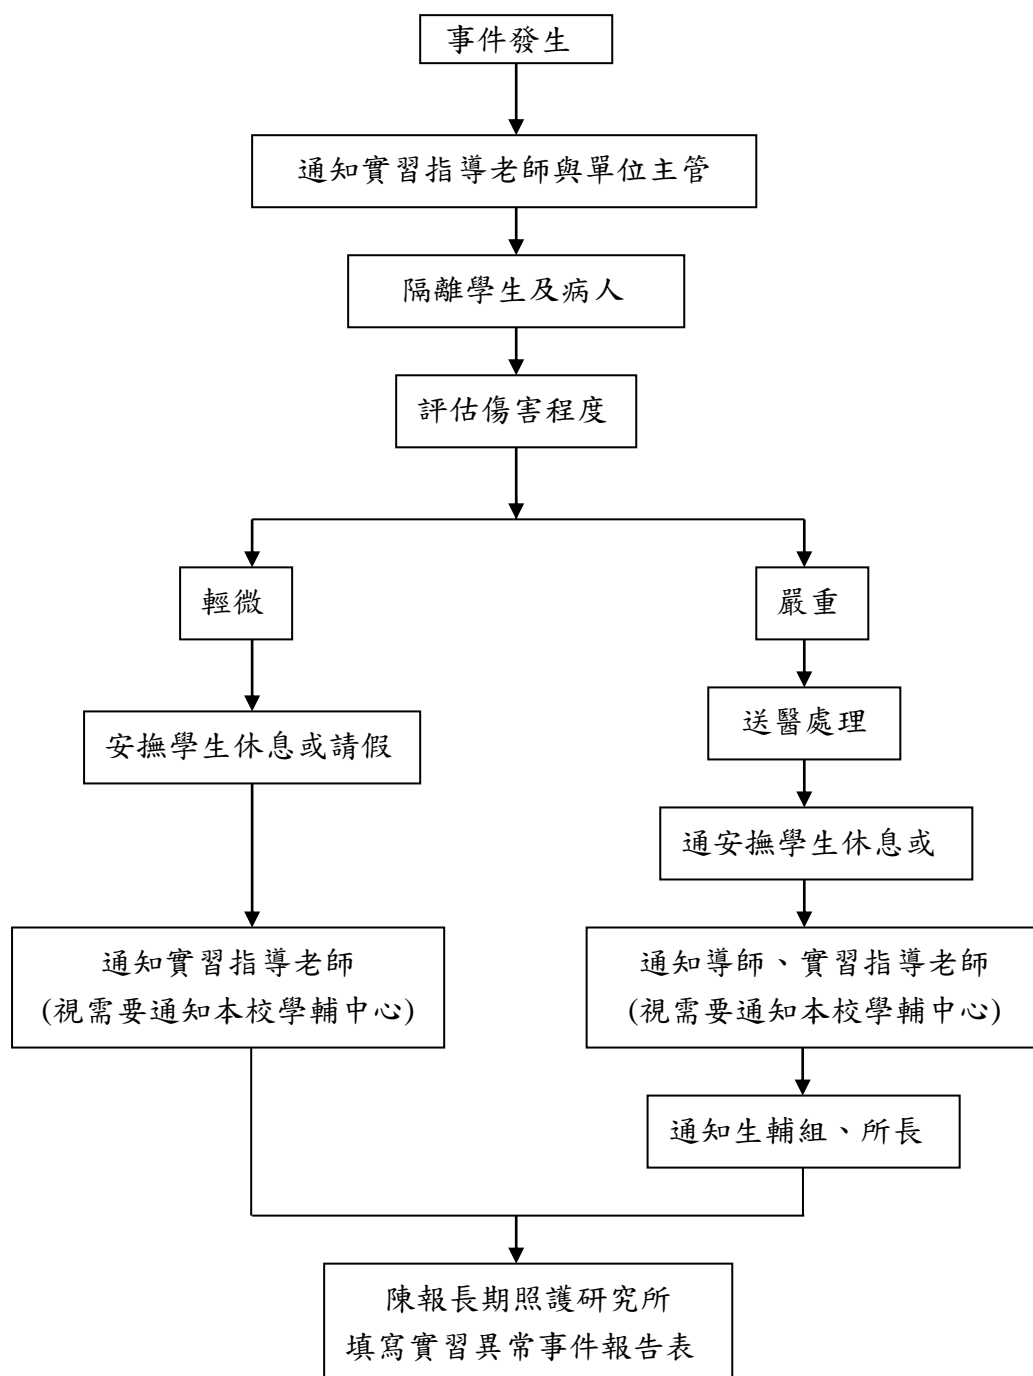 事件發生
通知實習指導老師與單位主管
隔離學生及病人
評估傷害程度
輕微
嚴重
安撫學生休息或請假
送醫處理
通安撫學生休息或
通知實習指導老師
(視需要通知本校學輔中心)
通知導師、實習指導老師
(視需要通知本校學輔中心)
通知生輔組、所長
陳報長期照護研究所
填寫實習異常事件報告表